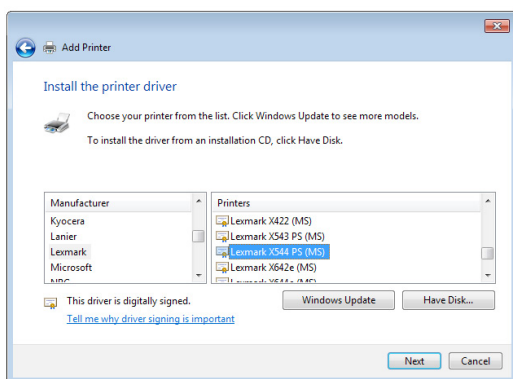 Add Printer
Install the printer driver
Choose your printer from the list. Click Windows Update to see more models.
To install the driver from an installation CD, click Have Disk.
Manufacturer
Kyocera
Lanier
Lexmark
Microsoft
Printers
Lexmark X422 (MS)
Lexmark X543 PS (MS)
Lexmark X544 PS (MS)
Lexmark X642e (MS)
This driver is digitally signed.
Tell me why driver signing is important
Windows Update
Have Disk...
Next
Cancel